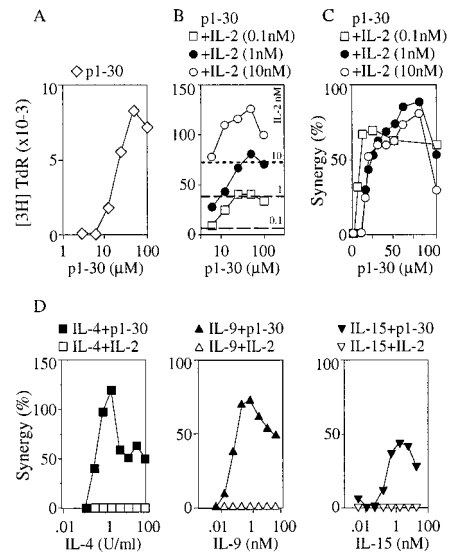 A B C
p1-30
◇ p1-30
□ +IL-2 (0.1nM)
● +IL-2 (1nM)
○ +IL-2 (10nM)
p1-30
□ +IL-2 (0.1nM)
● +IL-2 (1nM)
○ +IL-2 (10nM)
[3H] TdR (x10-3)
10
5
0
1 10 100
p1-30 (µM)
150
100
50
0
IL-2 nM
10
1
0.1
1 10 100
p1-30 (µM)
Synergy (%)
100
50
0
0 50 100
p1-30 (µM)
D
■ IL-4+p1-30
□ IL-4+IL-2
▲ IL-9+p1-30
△ IL-9+IL-2
▼ IL-15+p1-30
▽ IL-15+IL-2
Synergy (%)
150
100
50
0
.01 1 100
IL-4 (U/ml)
100
50
0
.01 1 100
IL-9 (nM)
100
50
0
.01 1 100
IL-15 (nM)